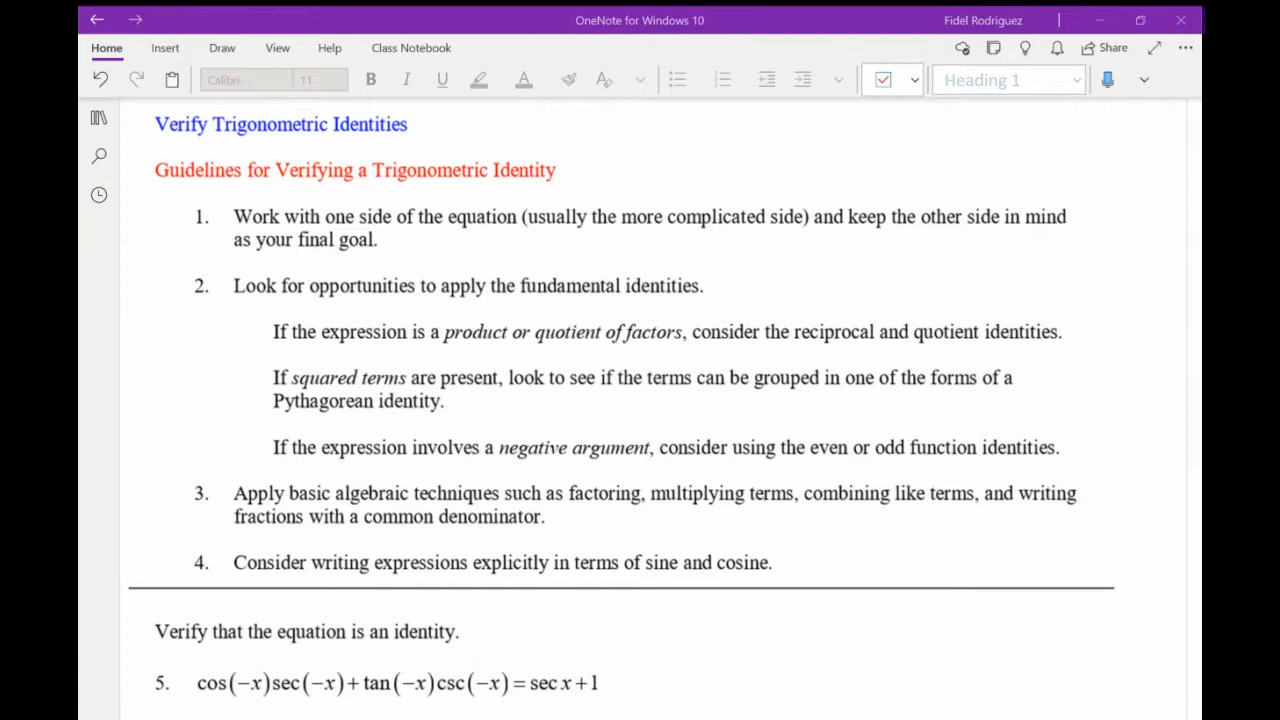 OneNote for Windows 10
Fidel Rodriguez
Home Insert Draw View Help Class Notebook Share
Calibri 11 B I U A A Heading 1
Verify Trigonometric Identities
Guidelines for Verifying a Trigonometric Identity
1. Work with one side of the equation (usually the more complicated side) and keep the other side in mind
as your final goal.
2. Look for opportunities to apply the fundamental identities.
If the expression is a product or quotient of factors, consider the reciprocal and quotient identities.
If squared terms are present, look to see if the terms can be grouped in one of the forms of a
Pythagorean identity.
If the expression involves a negative argument, consider using the even or odd function identities.
3. Apply basic algebraic techniques such as factoring, multiplying terms, combining like terms, and writing
fractions with a common denominator.
4. Consider writing expressions explicitly in terms of sine and cosine.
Verify that the equation is an identity.
5. cos(−x)sec(−x)+tan(−x)csc(−x)=sec x+1